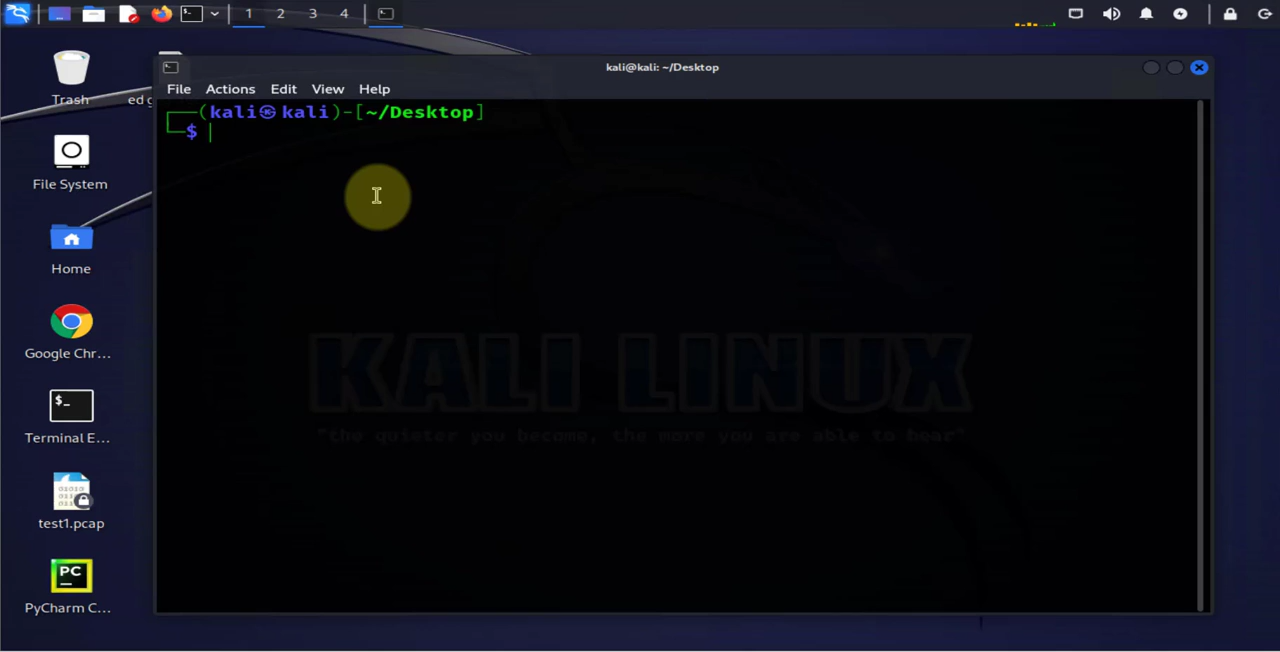 1 2 3 4
kali@kali: ~/Desktop
File Actions Edit View Help
Trash
ed g
┌──(kali㉿kali)-[~/Desktop]
└─$
File System
Home
Google Chr...
Terminal E...
test1.pcap
PyCharm C...
PC
$_
KALI LINUX
"the quieter you become, the more you are able to hear"